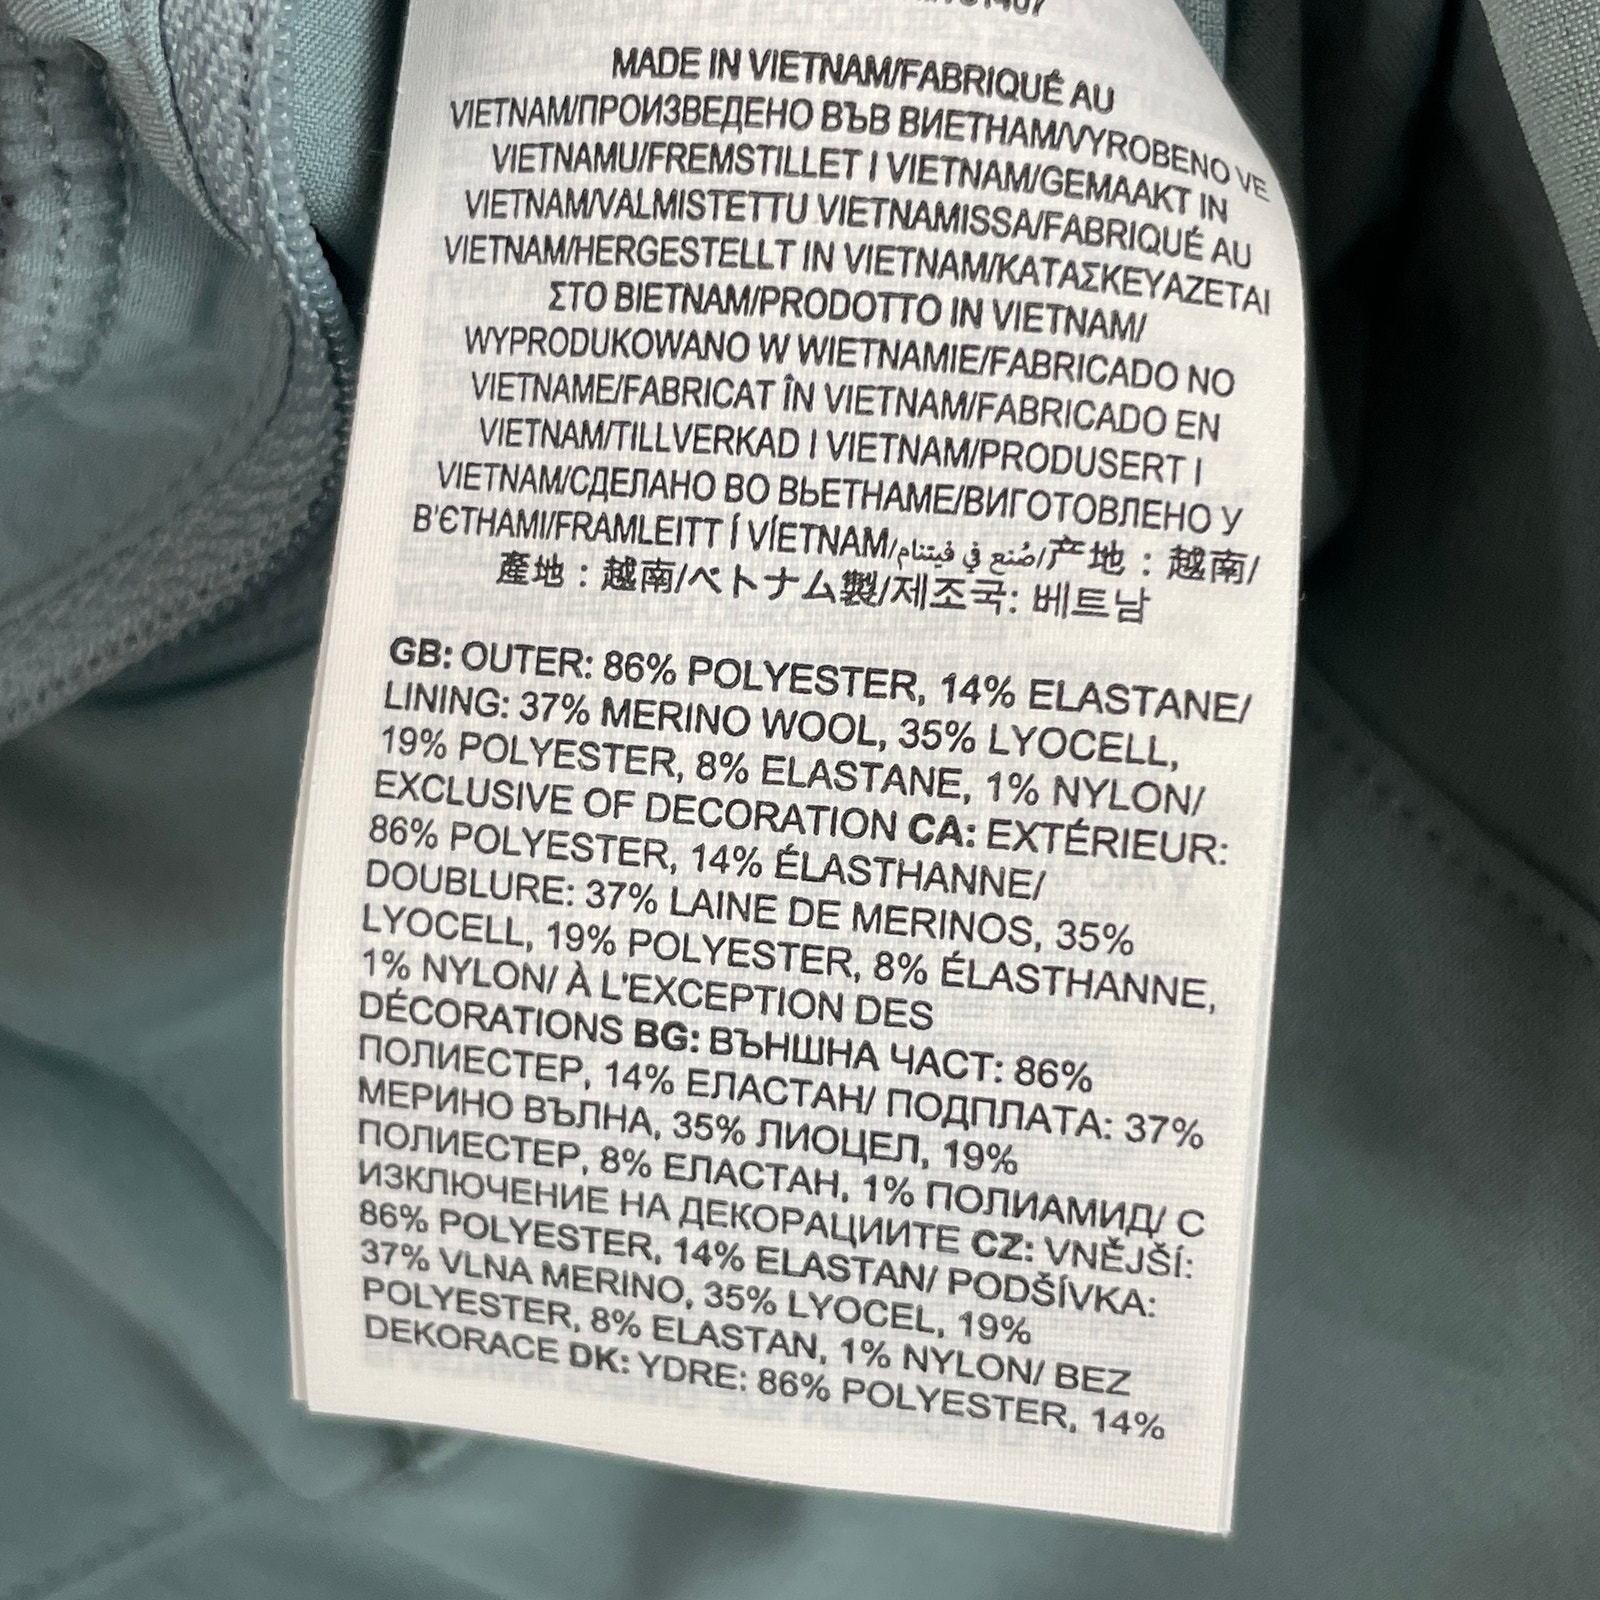 MADE IN VIETNAM/FABRIQUÉ AU
VIETNAM/ПРОИЗВЕДЕНО ВЪВ ВИЕТНАМ/VYROBENO VE
VIETNAMU/FREMSTILLET I VIETNAM/GEMAAKT IN
VIETNAM/VALMISTETTU VIETNAMISSA/FABRIQUÉ AU
VIETNAM/HERGESTELLT IN VIETNAM/ΚΑΤΑΣΚΕΥΑΖΕΤΑΙ
ΣΤΟ ΒΙΕΤΝΑΜ/PRODOTTO IN VIETNAM/
WYPRODUKOWANO W WIETNAMIE/FABRICADO NO
VIETNAME/FABRICAT ÎN VIETNAM/FABRICADO EN
VIETNAM/TILLVERKAD I VIETNAM/PRODUSERT I
VIETNAM/СДЕЛАНО ВО ВЬЕТНАМЕ/ВИГОТОВЛЕНО У
В'ЄТНАМІ/FRAMLEITT Í VÍETNAM/صُنع في فيتنام/产地：越南/
產地：越南/ベトナム製/제조국: 베트남
GB: OUTER: 86% POLYESTER, 14% ELASTANE/
LINING: 37% MERINO WOOL, 35% LYOCELL,
19% POLYESTER, 8% ELASTANE, 1% NYLON/
EXCLUSIVE OF DECORATION CA: EXTÉRIEUR:
86% POLYESTER, 14% ÉLASTHANNE/
DOUBLURE: 37% LAINE DE MERINOS, 35%
LYOCELL, 19% POLYESTER, 8% ÉLASTHANNE,
1% NYLON/ À L'EXCEPTION DES
DÉCORATIONS BG: ВЪНШНА ЧАСТ: 86%
ПОЛИЕСТЕР, 14% ЕЛАСТАН/ ПОДПЛАТА: 37%
МЕРИНО ВЪЛНА, 35% ЛИОЦЕЛ, 19%
ПОЛИЕСТЕР, 8% ЕЛАСТАН, 1% ПОЛИАМИД/ С
ИЗКЛЮЧЕНИЕ НА ДЕКОРАЦИИТЕ CZ: VNĚJŠÍ:
86% POLYESTER, 14% ELASTAN/ PODŠÍVKA:
37% VLNA MERINO, 35% LYOCEL, 19%
POLYESTER, 8% ELASTAN, 1% NYLON/ BEZ
DEKORACE DK: YDRE: 86% POLYESTER, 14%